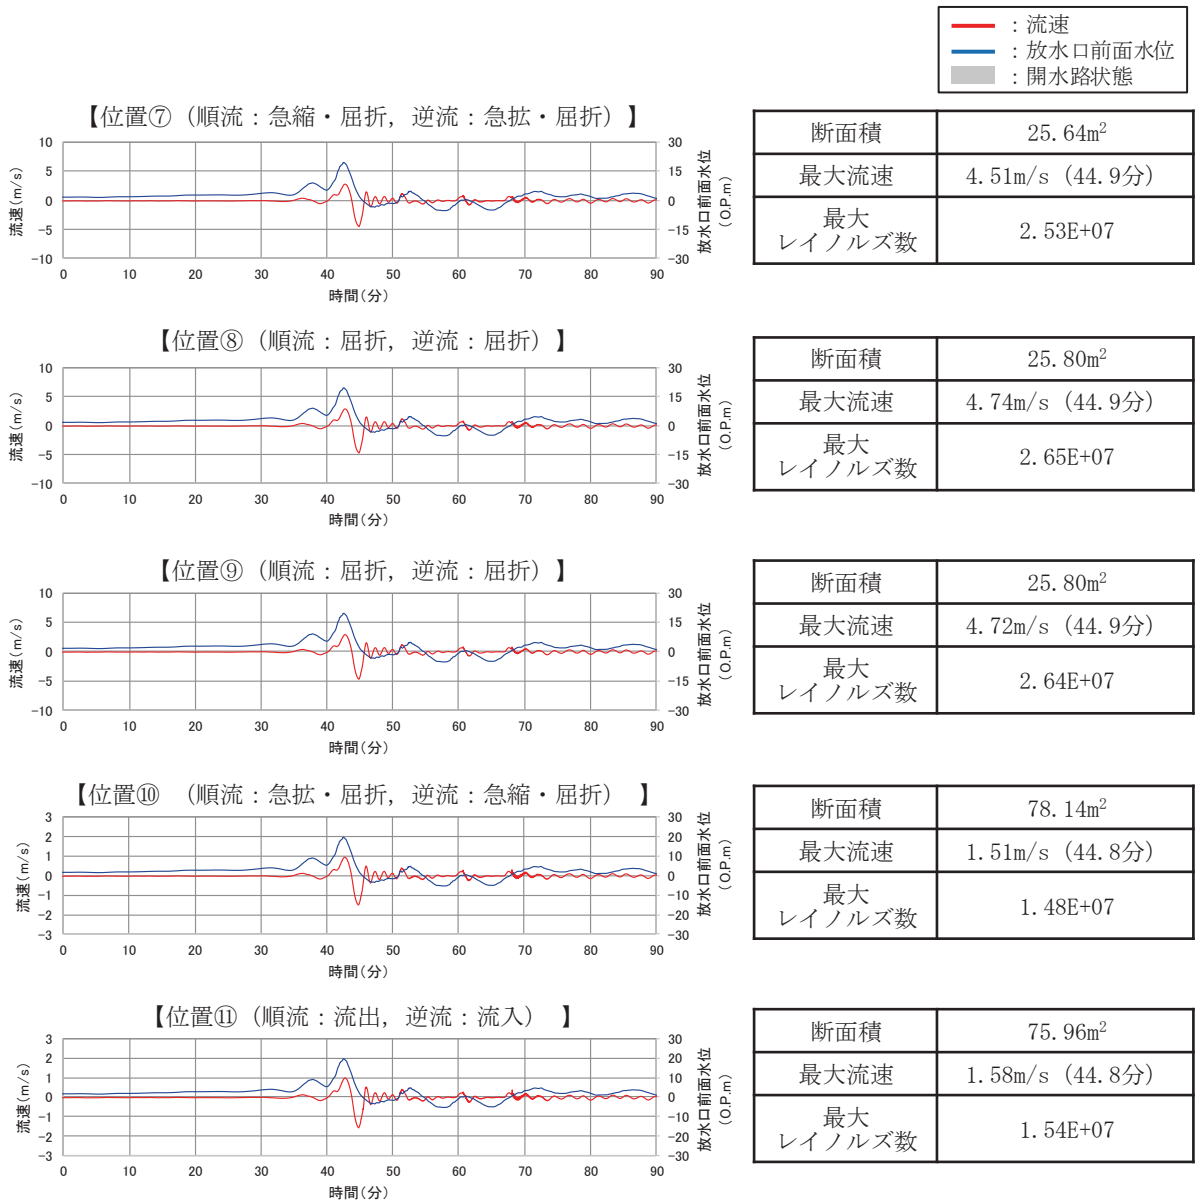 ：流速
：放水口前面水位
：開水路状態
【位置⑦（順流：急縮・屈折，逆流：急拡・屈折）】
流速(m/s)
10
5
0
−5
−10
30
15
0
−15
−30
放水口前面水位
（O.P.m）
0 10 20 30 40 50 60 70 80 90
時間(分)
断面積 25.64m²
最大流速 4.51m/s（44.9分）
最大
レイノルズ数 2.53E+07
【位置⑧（順流：屈折，逆流：屈折）】
流速(m/s)
10
5
0
−5
−10
30
15
0
−15
−30
放水口前面水位
（O.P.m）
0 10 20 30 40 50 60 70 80 90
時間(分)
断面積 25.80m²
最大流速 4.74m/s（44.9分）
最大
レイノルズ数 2.65E+07
【位置⑨（順流：屈折，逆流：屈折）】
流速(m/s)
10
5
0
−5
−10
30
15
0
−15
−30
放水口前面水位
（O.P.m）
0 10 20 30 40 50 60 70 80 90
時間(分)
断面積 25.80m²
最大流速 4.72m/s（44.9分）
最大
レイノルズ数 2.64E+07
【位置⑩　（順流：急拡・屈折，逆流：急縮・屈折）　】
流速(m/s)
3
2
1
0
−1
−2
−3
30
20
10
0
−10
−20
−30
放水口前面水位
（O.P.m）
0 10 20 30 40 50 60 70 80 90
時間(分)
断面積 78.14m²
最大流速 1.51m/s（44.8分）
最大
レイノルズ数 1.48E+07
【位置⑪（順流：流出，逆流：流入）　】
流速(m/s)
3
2
1
0
−1
−2
−3
30
20
10
0
−10
−20
−30
放水口前面水位
（O.P.m）
0 10 20 30 40 50 60 70 80 90
時間(分)
断面積 75.96m²
最大流速 1.58m/s（44.8分）
最大
レイノルズ数 1.54E+07